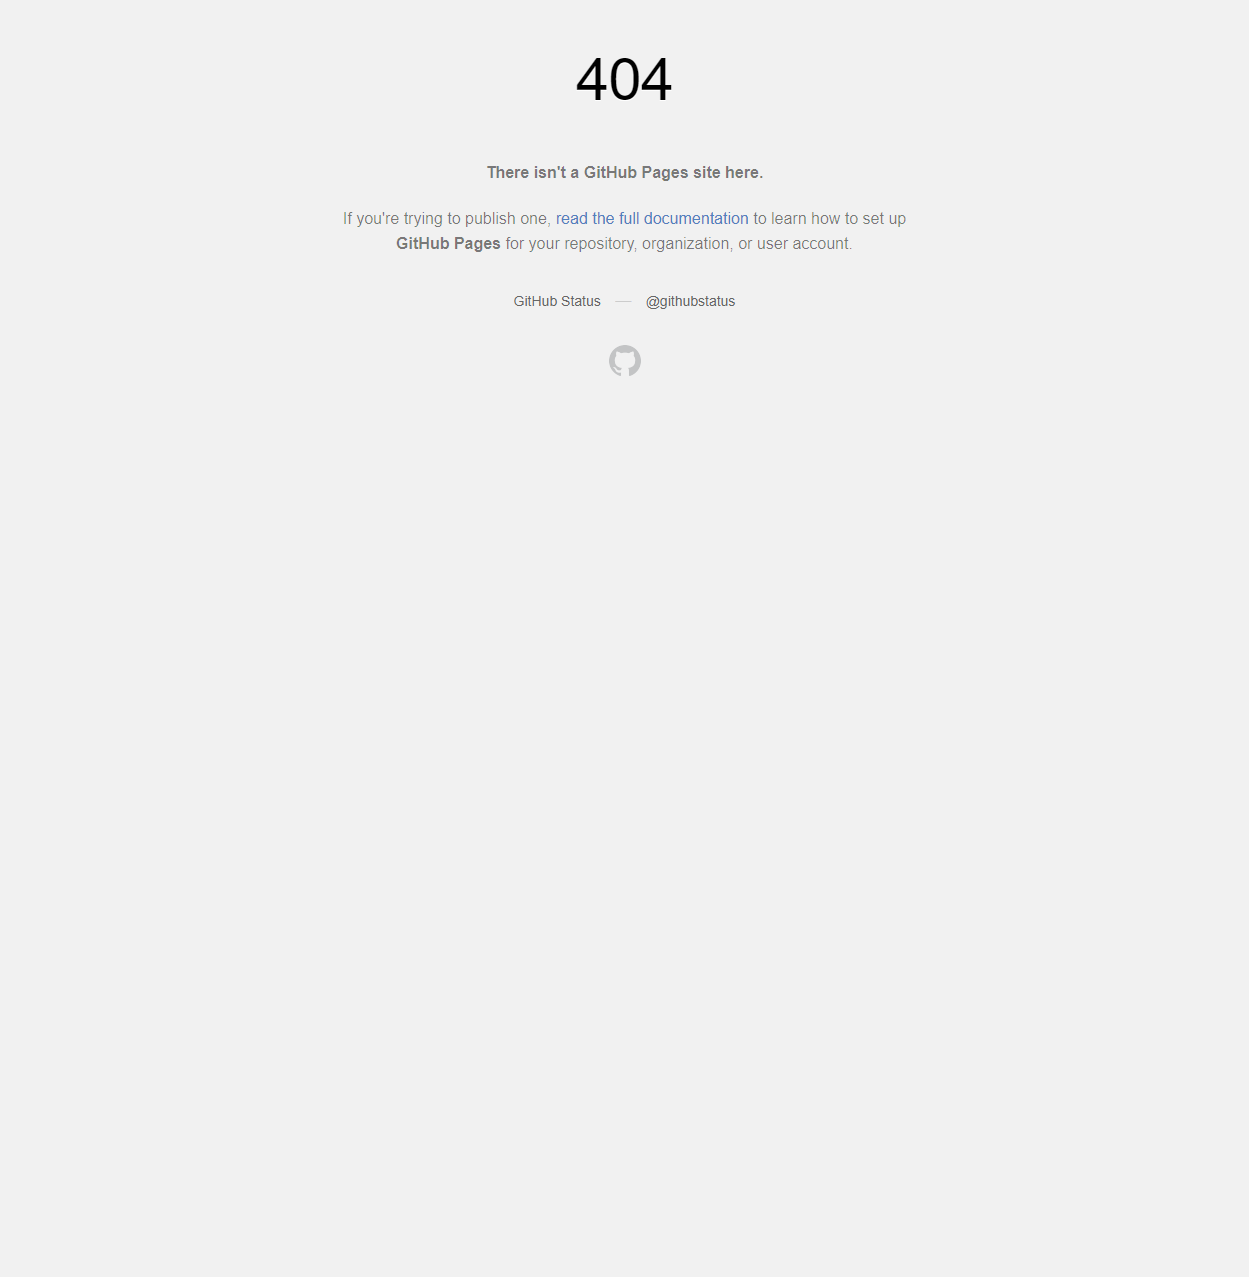 404
There isn't a GitHub Pages site here.
If you're trying to publish one, read the full documentation to learn how to set up
GitHub Pages for your repository, organization, or user account.
GitHub Status — @githubstatus